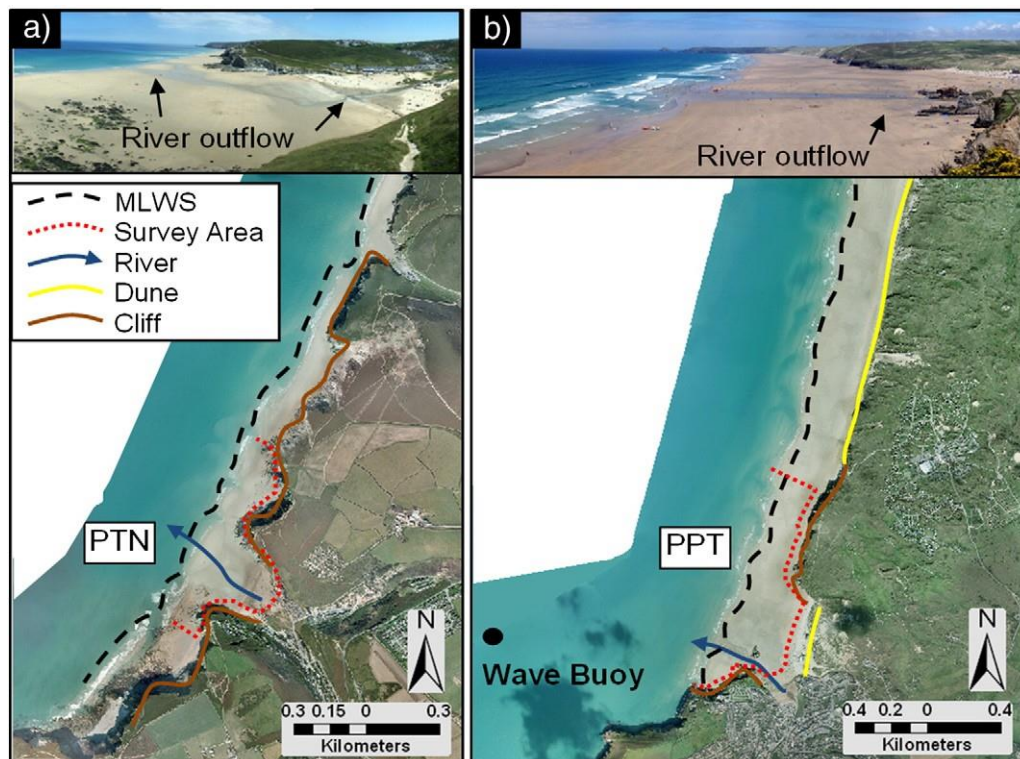 a)
River outflow
MLWS
Survey Area
River
Dune
Cliff
PTN
N
0.3 0.15 0 0.3
Kilometers
b)
River outflow
PPT
Wave Buoy
N
0.4 0.2 0 0.4
Kilometers